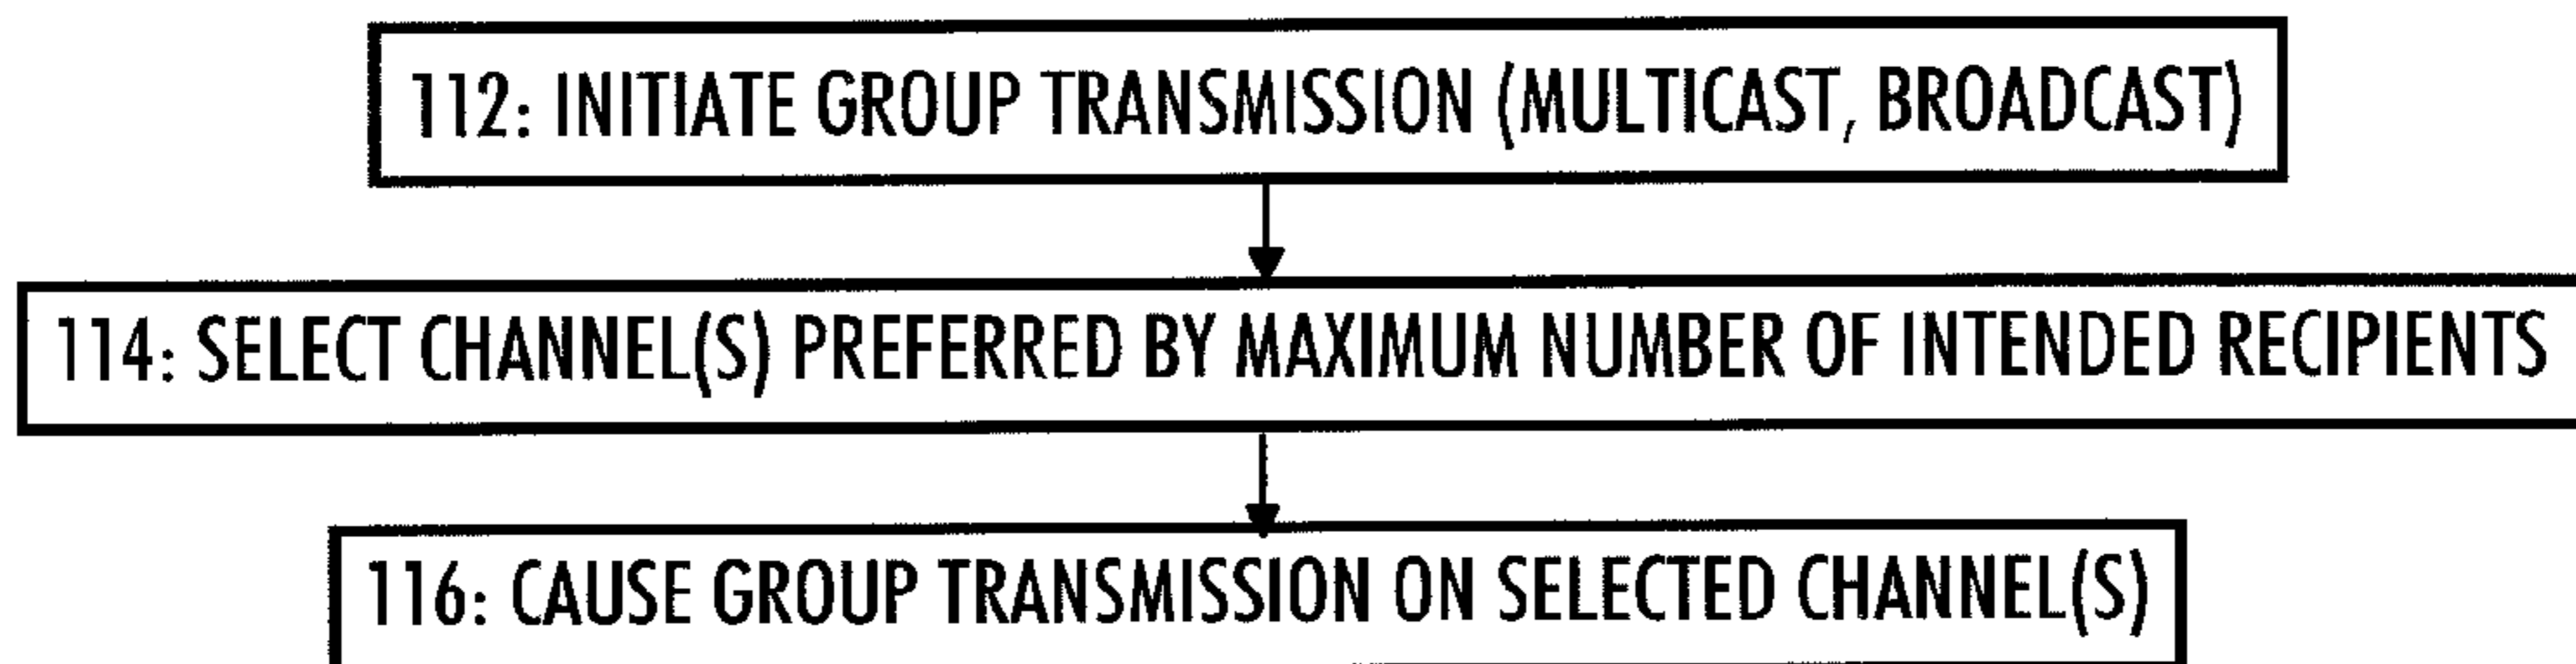 112: INITIATE GROUP TRANSMISSION (MULTICAST, BROADCAST)
114: SELECT CHANNEL(S) PREFERRED BY MAXIMUM NUMBER OF INTENDED RECIPIENTS
116: CAUSE GROUP TRANSMISSION ON SELECTED CHANNEL(S)